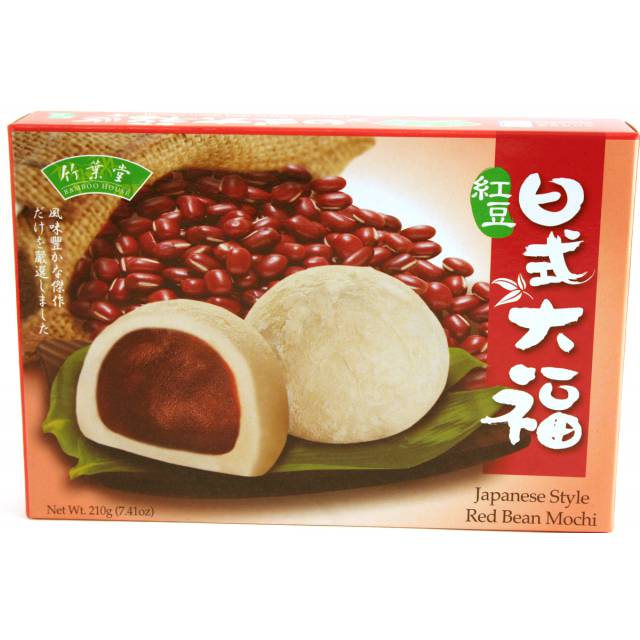 竹葉堂
BAMBOO HOUSE
風味豊かな傑作
だけを厳選しました
紅豆
日式大福
Net Wt. 210g (7.41oz)
Japanese Style
Red Bean Mochi